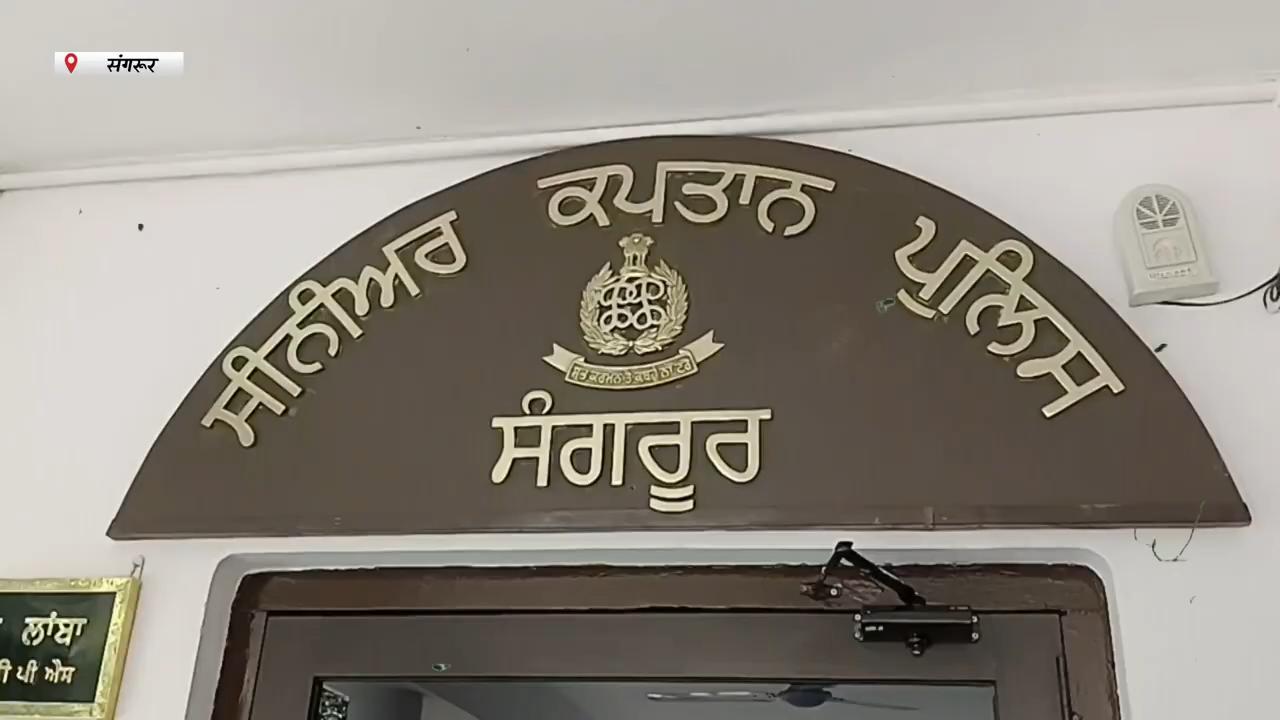 संगरूर
ਸੀਨੀਅਰ ਕਪਤਾਨ ਪੁਲਿਸ
ਸੰਗਰੂਰ
ਲਾਂਬਾ
ਪੀ ਐਸ